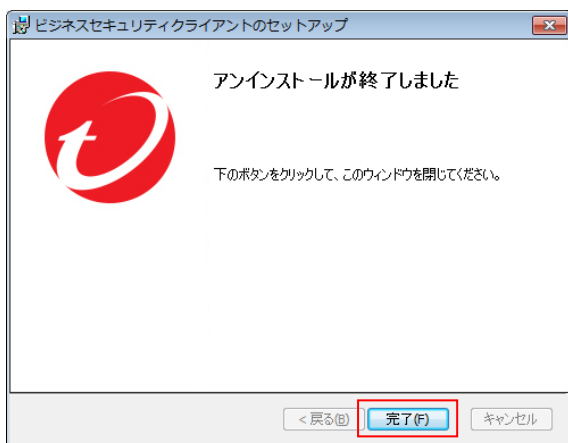 ビジネスセキュリティクライアントのセットアップ
アンインストールが終了しました
下のボタンをクリックして、このウィンドウを閉じてください。
< 戻る(B)
完了(F)
キャンセル